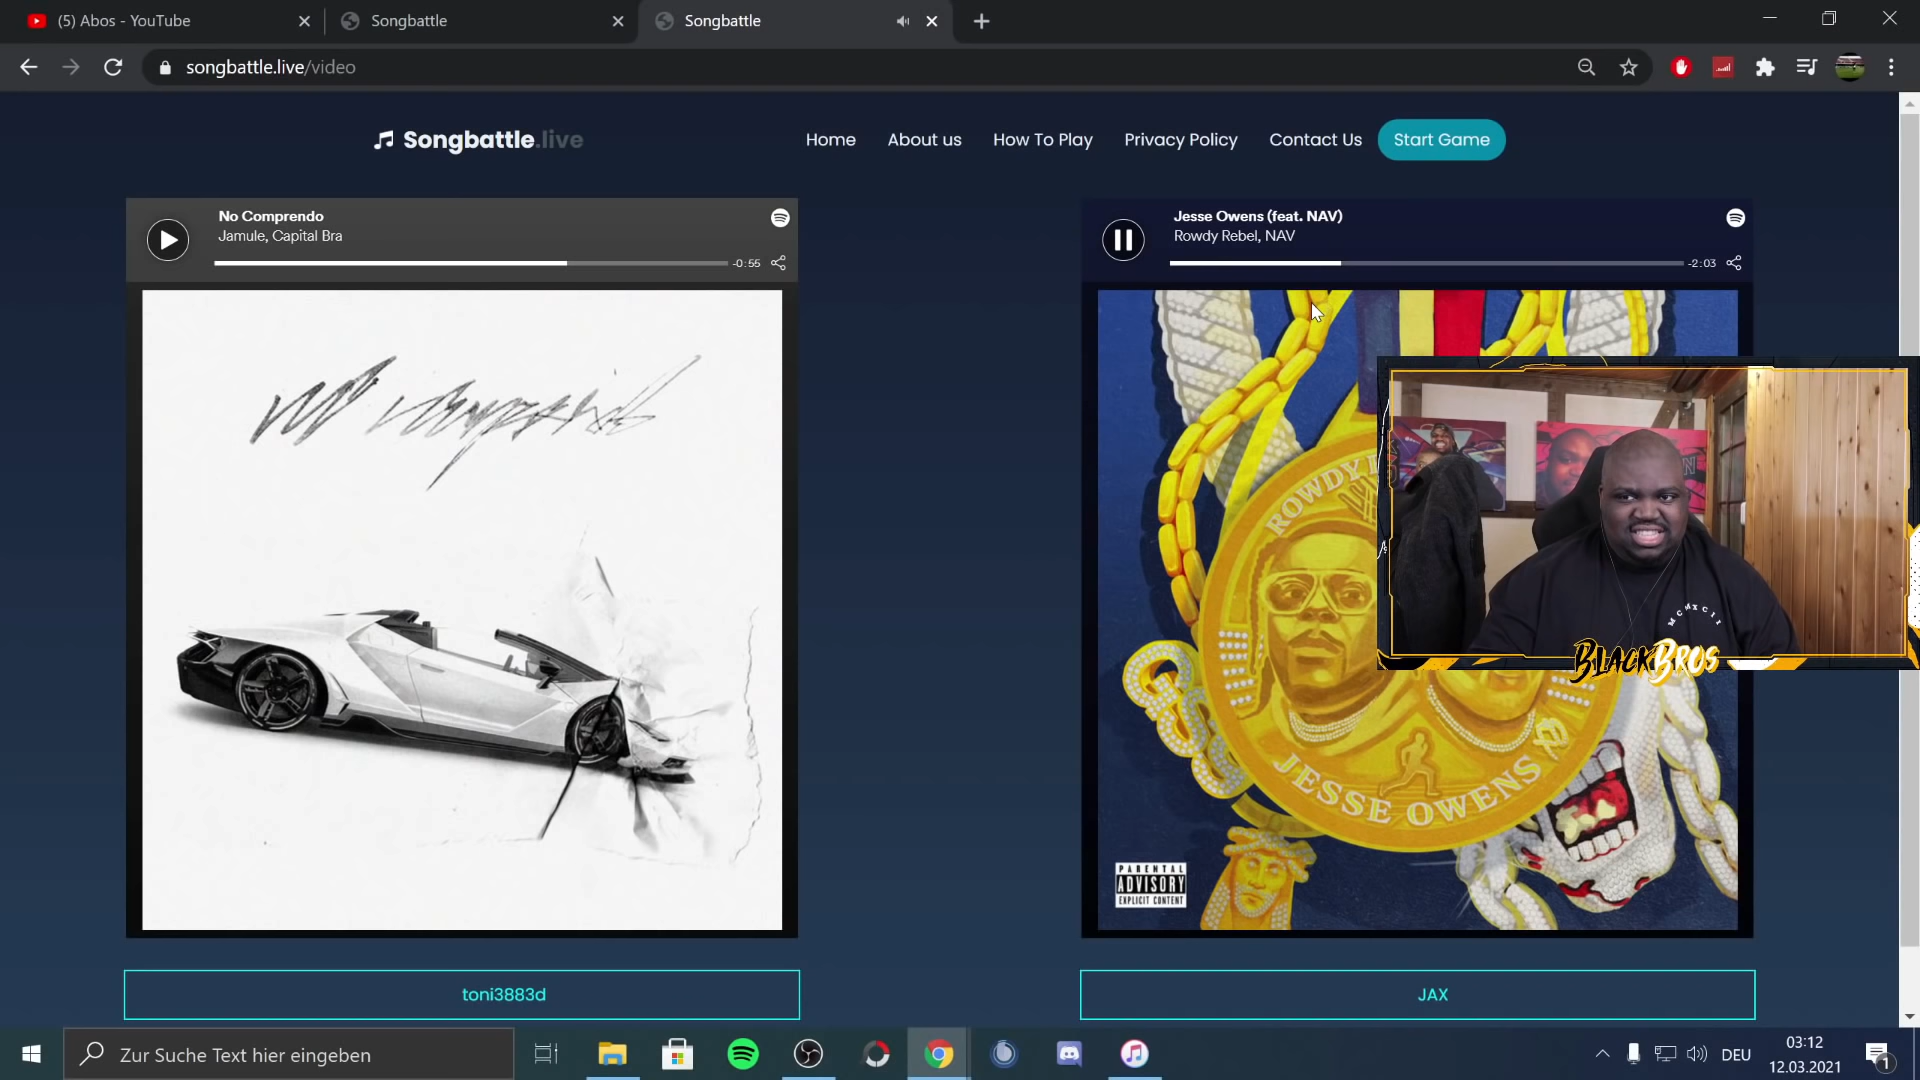 (5) Abos - YouTube
Songbattle
Songbattle
songbattle.live/video
Songbattle.live
Home
About us
How To Play
Privacy Policy
Contact Us
Start Game
No Comprendo
Jamule, Capital Bra
-0:55
Jesse Owens (feat. NAV)
Rowdy Rebel, NAV
-2:03
ROWDY
JESSE OWENS
PARENTAL
ADVISORY
EXPLICIT CONTENT
MCMXCII
BLACKBROS
toni3883d
JAX
Zur Suche Text hier eingeben
DEU
03:12
12.03.2021
1